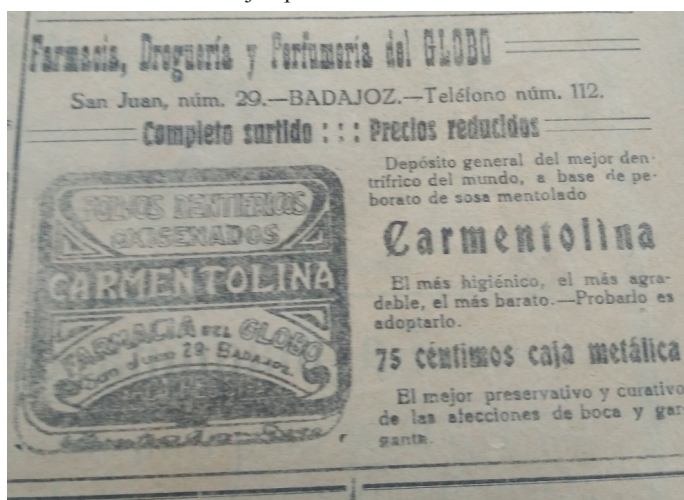 Farmacia, Droguería y Perfumería del GLOBO
San Juan, núm. 29.—BADAJOZ.—Teléfono núm. 112.
Completo surtido : : : Precios reducidos
POLVOS DENTIFRICOS
OXIGENADOS
CARMENTOLINA
FARMACIA DEL GLOBO
San Juan 29- BADAJOZ
Depósito general del mejor den-
trífrico del mundo, a base de pe-
borato de sosa mentolado
Carmentolina
El más higiénico, el más agra-
dable, el más barato.—Probarlo es
adoptarlo.
75 céntimos caja metálica
El mejor preservativo y curativo
de las afecciones de boca y gar-
ganta.